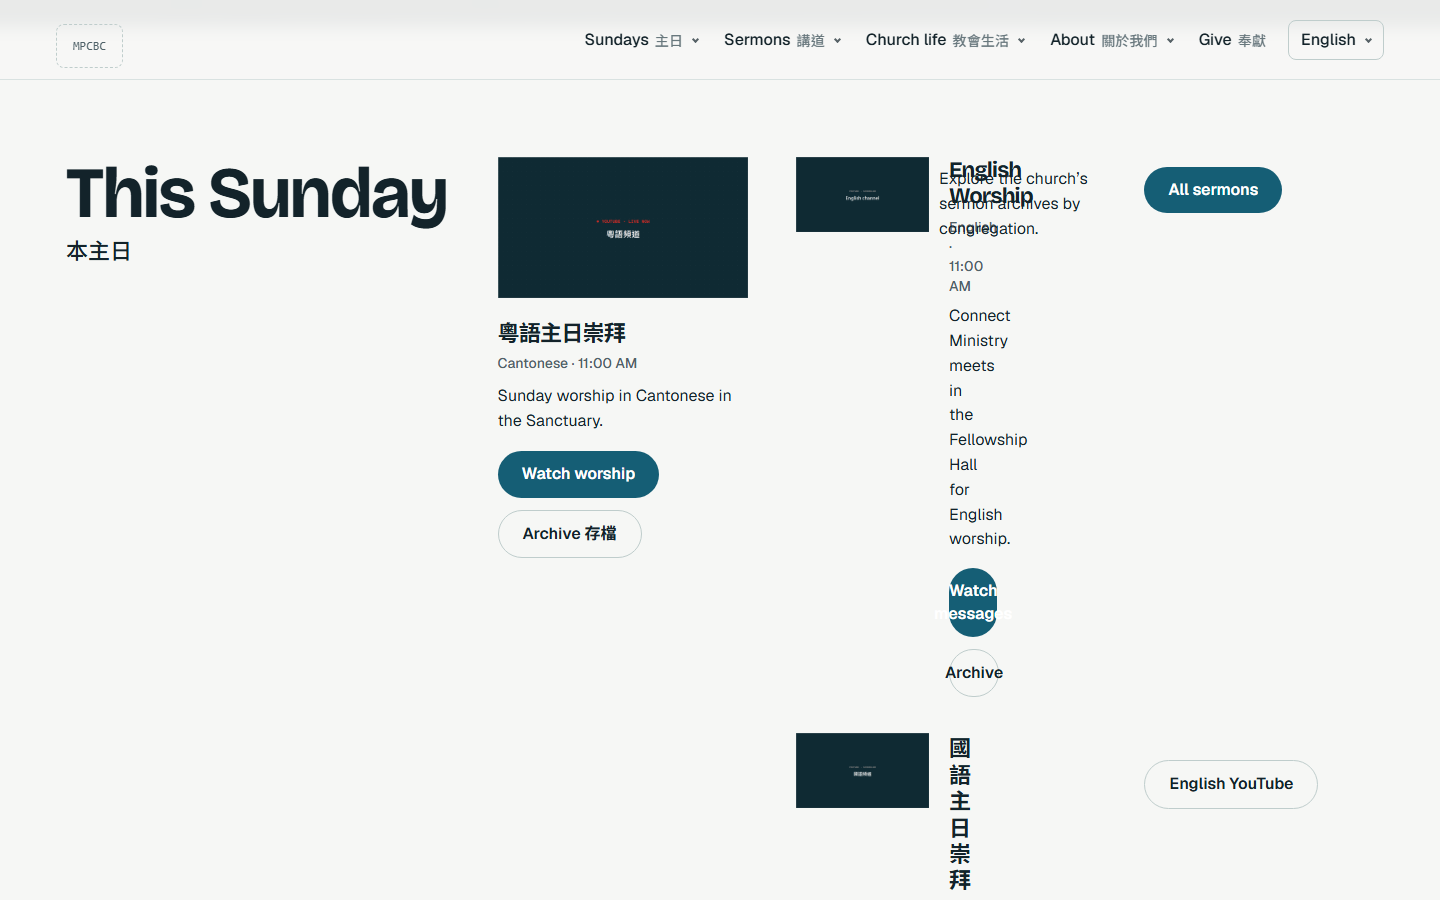 MPCBC
Sundays 主日
Sermons 講道
Church life 教會生活
About 關於我們
Give 奉獻
English
This Sunday
本主日
粵語頻道
粵語主日崇拜
Cantonese · 11:00 AM
Sunday worship in Cantonese in
the Sanctuary.
Watch worship
Archive 存檔
English channel
English
Worship
English
·
11:00
AM
Connect
Ministry
meets
in
the
Fellowship
Hall
for
English
worship.
Watch
messages
Archive
Explore the church’s
sermon archives by
congregation.
All sermons
國
語
主
日
崇
拜
English YouTube